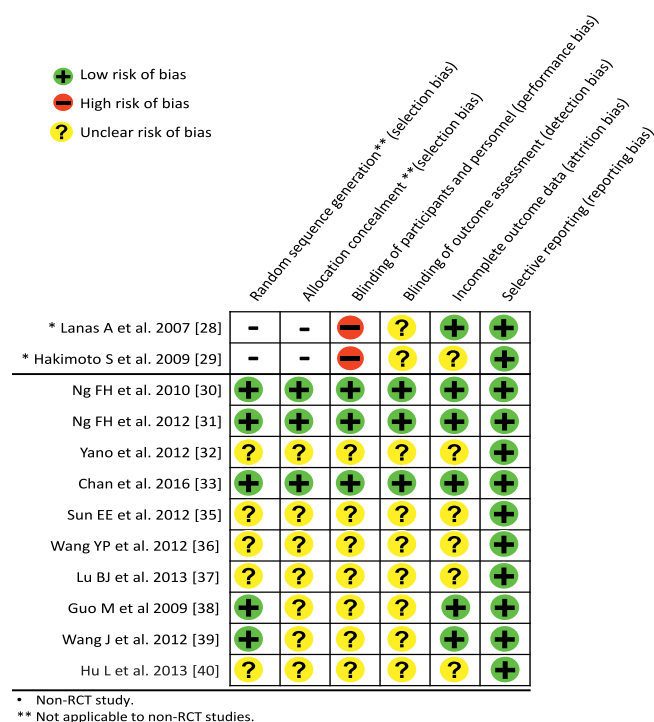 Low risk of bias
High risk of bias
? Unclear risk of bias
Random sequence generation** (selection bias)
Allocation concealment **(selection bias)
Blinding of participants and personnel (performance bias)
Blinding of outcome assessment (detection bias)
Incomplete outcome data (attrition bias)
Selective reporting (reporting bias)
* Lanas A et al. 2007 [28] - - − ? + +
* Hakimoto S et al. 2009 [29] - - − ? ? +
Ng FH et al. 2010 [30] + + + + + +
Ng FH et al. 2012 [31] + + + + + +
Yano et al. 2012 [32] ? ? ? ? ? +
Chan et al. 2016 [33] + + + + + +
Sun EE et al. 2012 [35] ? ? ? ? ? +
Wang YP et al. 2012 [36] ? ? ? ? ? +
Lu BJ et al. 2013 [37] ? ? ? ? ? +
Guo M et al 2009 [38] + ? ? ? + +
Wang J et al. 2012 [39] + ? ? ? + +
Hu L et al. 2013 [40] ? ? ? ? ? +
• Non-RCT study.
** Not applicable to non-RCT studies.